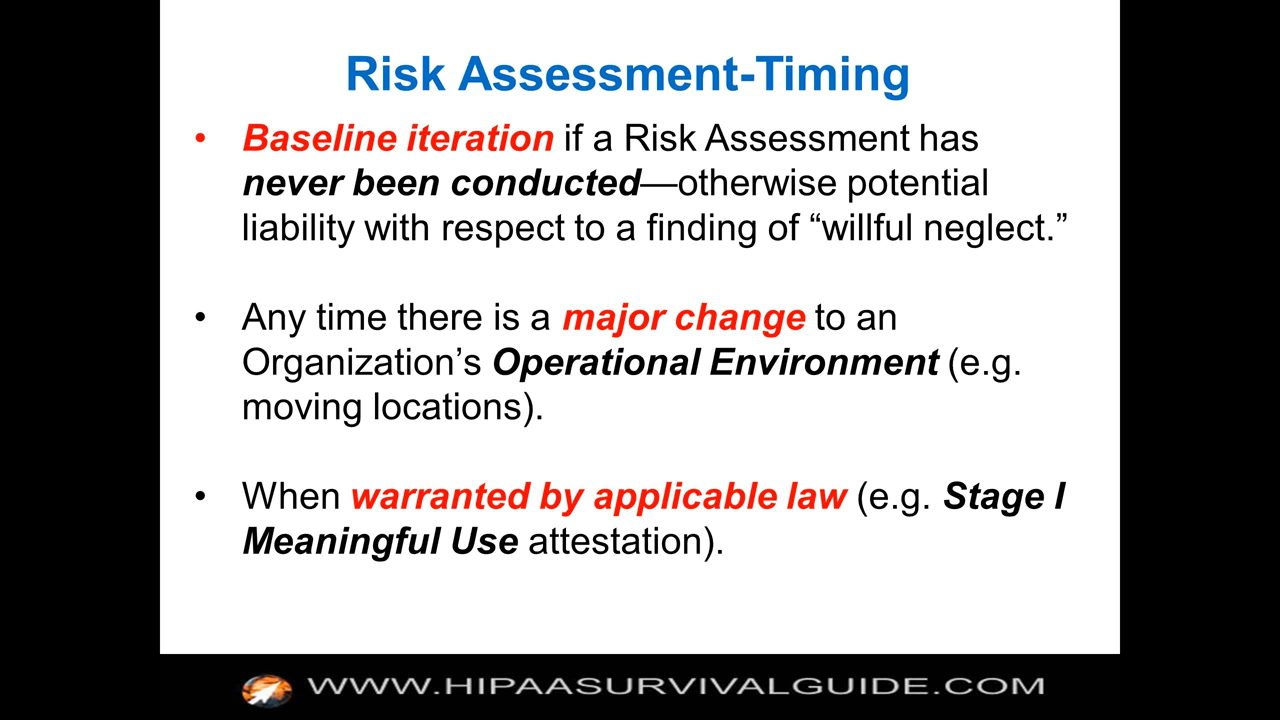 Risk Assessment-Timing
• Baseline iteration if a Risk Assessment has
never been conducted—otherwise potential
liability with respect to a finding of “willful neglect.”
• Any time there is a major change to an
Organization’s Operational Environment (e.g.
moving locations).
• When warranted by applicable law (e.g. Stage I
Meaningful Use attestation).
WWW.HIPAASURVIVALGUIDE.COM